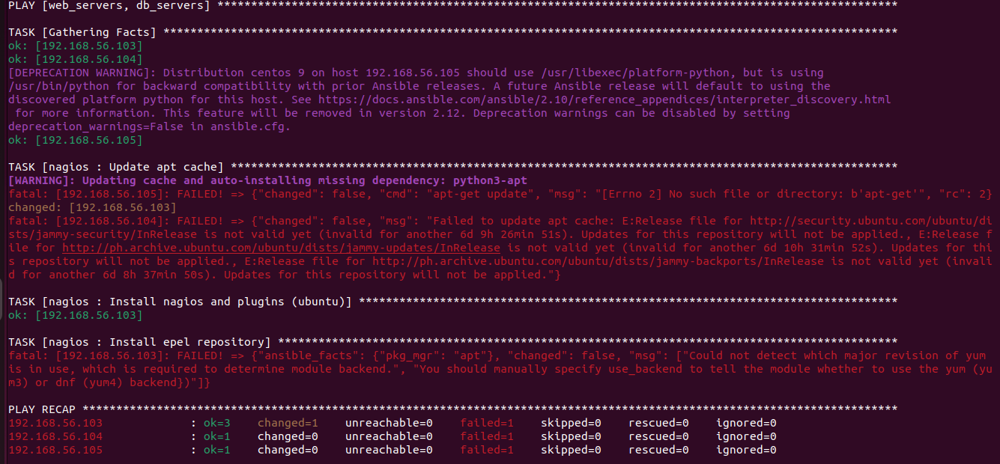 PLAY [web_servers, db_servers] *****************************************************************************************************
TASK [Gathering Facts] *************************************************************************************************************
ok: [192.168.56.103]
ok: [192.168.56.104]
[DEPRECATION WARNING]: Distribution centos 9 on host 192.168.56.105 should use /usr/libexec/platform-python, but is using
/usr/bin/python for backward compatibility with prior Ansible releases. A future Ansible release will default to using the
discovered platform python for this host. See https://docs.ansible.com/ansible/2.10/reference_appendices/interpreter_discovery.html
 for more information. This feature will be removed in version 2.12. Deprecation warnings can be disabled by setting
deprecation_warnings=False in ansible.cfg.
ok: [192.168.56.105]
TASK [nagios : Update apt cache] ***************************************************************************************************
[WARNING]: Updating cache and auto-installing missing dependency: python3-apt
fatal: [192.168.56.105]: FAILED! => {"changed": false, "cmd": "apt-get update", "msg": "[Errno 2] No such file or directory: b'apt-get'", "rc": 2}
changed: [192.168.56.103]
fatal: [192.168.56.104]: FAILED! => {"changed": false, "msg": "Failed to update apt cache: E:Release file for http://security.ubuntu.com/ubuntu/di
sts/jammy-security/InRelease is not valid yet (invalid for another 6d 9h 26min 51s). Updates for this repository will not be applied., E:Release f
ile for http://ph.archive.ubuntu.com/ubuntu/dists/jammy-updates/InRelease is not valid yet (invalid for another 6d 10h 31min 52s). Updates for thi
s repository will not be applied., E:Release file for http://ph.archive.ubuntu.com/ubuntu/dists/jammy-backports/InRelease is not valid yet (invali
d for another 6d 8h 37min 50s). Updates for this repository will not be applied."}
TASK [nagios : Install nagios and plugins (ubuntu)] ********************************************************************************
ok: [192.168.56.103]
TASK [nagios : Install epel repository] ********************************************************************************************
fatal: [192.168.56.103]: FAILED! => {"ansible_facts": {"pkg_mgr": "apt"}, "changed": false, "msg": ["Could not detect which major revision of yum
is in use, which is required to determine module backend.", "You should manually specify use_backend to tell the module whether to use the yum (yu
m3) or dnf (yum4) backend})"]}
PLAY RECAP *************************************************************************************************************************
192.168.56.103             : ok=3    changed=1    unreachable=0    failed=1    skipped=0    rescued=0    ignored=0
192.168.56.104             : ok=1    changed=0    unreachable=0    failed=1    skipped=0    rescued=0    ignored=0
192.168.56.105             : ok=1    changed=0    unreachable=0    failed=1    skipped=0    rescued=0    ignored=0